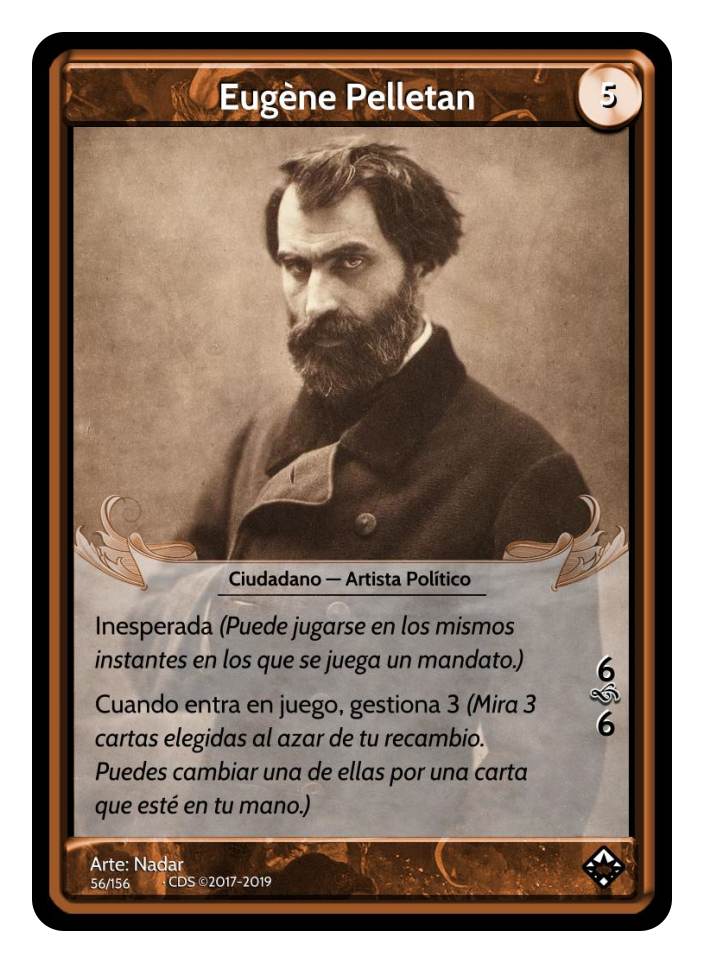 Eugène Pelletan
5
Ciudadano — Artista Político
Inesperada (Puede jugarse en los mismos
instantes en los que se juega un mandato.)
Cuando entra en juego, gestiona 3 (Mira 3
cartas elegidas al azar de tu recambio.
Puedes cambiar una de ellas por una carta
que esté en tu mano.)
6
6
Arte: Nadar
56/156 · CDS ©2017-2019